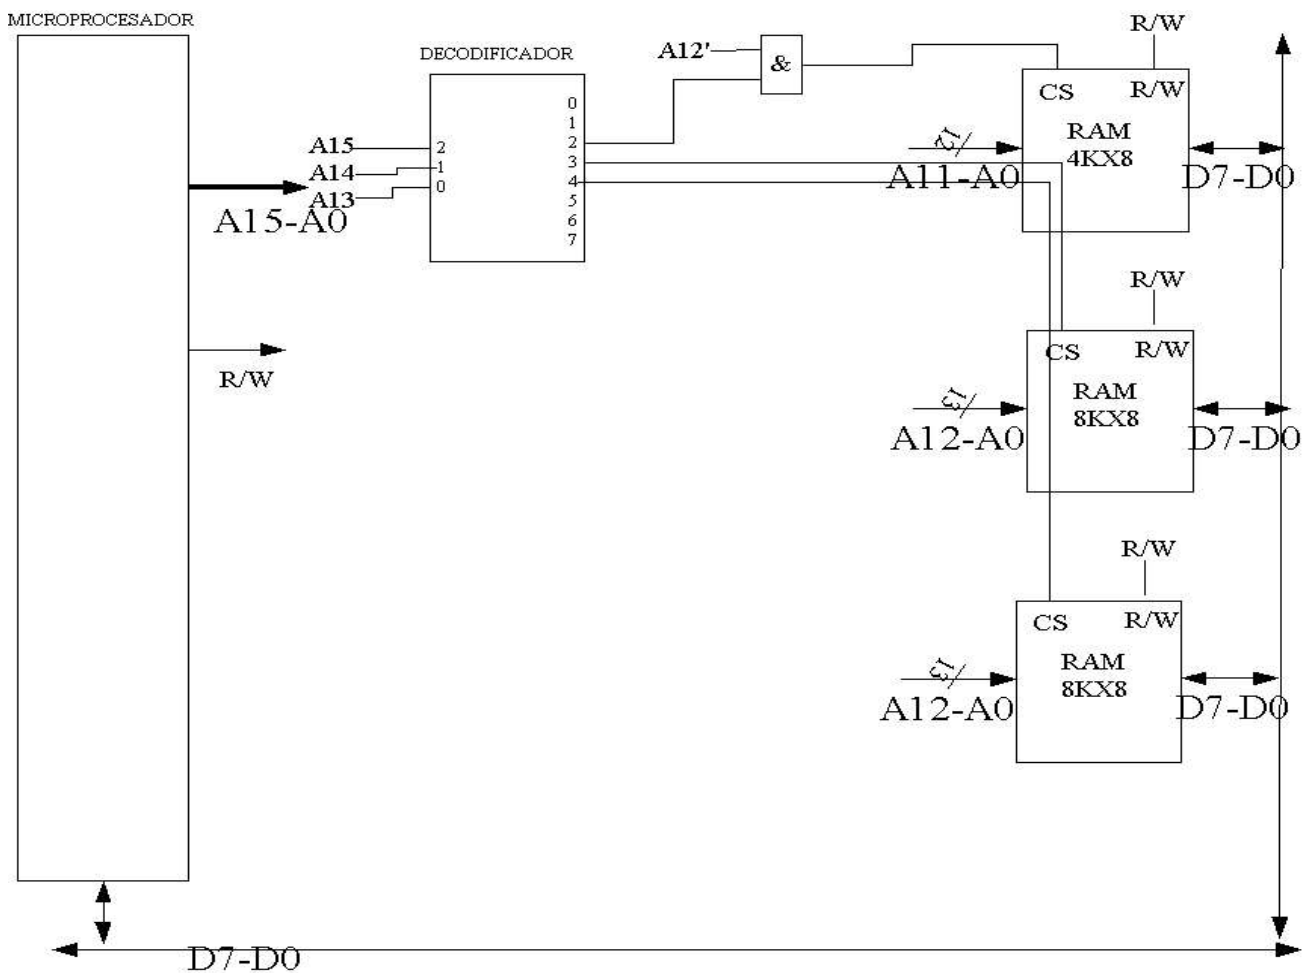 MICROPROCESADOR
R/W
DECODIFICADOR
A12'
&
CS
R/W
0
1
2
3
4
5
6
7
A15
2
A14
1
A13
0
A15-A0
RAM
4KX8
12
A11-A0
D7-D0
R/W
R/W
CS
R/W
RAM
8KX8
13
A12-A0
D7-D0
R/W
CS
R/W
RAM
8KX8
13
A12-A0
D7-D0
D7-D0